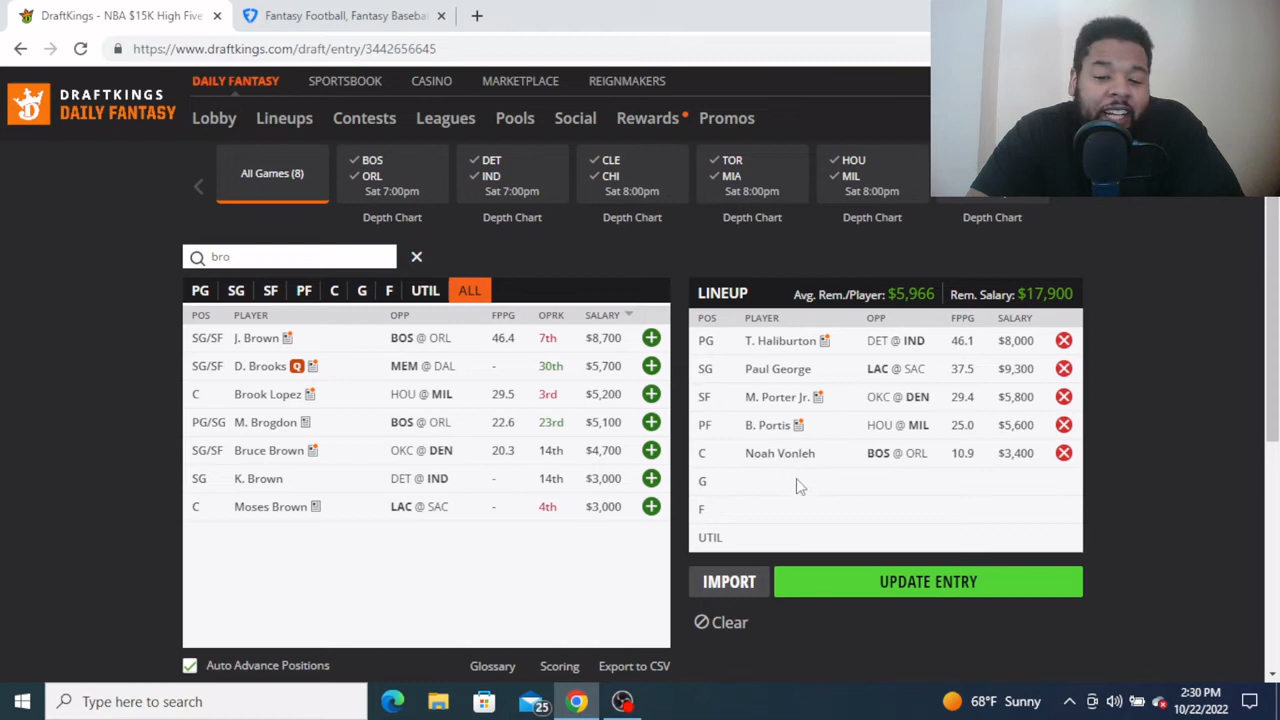 DraftKings - NBA $15K High Five
Fantasy Football, Fantasy Baseba
https://www.draftkings.com/draft/entry/3442656645
DAILY FANTASY SPORTSBOOK CASINO MARKETPLACE REIGNMAKERS
DRAFTKINGS
DAILY FANTASY
Lobby Lineups Contests Leagues Pools Social Rewards Promos
All Games (8)
BOS
ORL
Sat 7:00pm
Depth Chart
DET
IND
Sat 7:00pm
Depth Chart
CLE
CHI
Sat 8:00pm
Depth Chart
TOR
MIA
Sat 8:00pm
Depth Chart
HOU
MIL
Sat 8:00pm
Depth Chart
Depth Chart
bro
PG SG SF PF C G F UTIL ALL
POS PLAYER OPP FPPG OPRK SALARY
SG/SF J. Brown BOS @ ORL 46.4 7th $8,700
SG/SF D. Brooks Q MEM @ DAL - 30th $5,700
C Brook Lopez HOU @ MIL 29.5 3rd $5,200
PG/SG M. Brogdon BOS @ ORL 22.6 23rd $5,100
SG/SF Bruce Brown OKC @ DEN 20.3 14th $4,700
SG K. Brown DET @ IND - 14th $3,000
C Moses Brown LAC @ SAC - 4th $3,000
Auto Advance Positions Glossary Scoring Export to CSV
LINEUP Avg. Rem./Player: $5,966 Rem. Salary: $17,900
POS PLAYER OPP FPPG SALARY
PG T. Haliburton DET @ IND 46.1 $8,000
SG Paul George LAC @ SAC 37.5 $9,300
SF M. Porter Jr. OKC @ DEN 29.4 $5,800
PF B. Portis HOU @ MIL 25.0 $5,600
C Noah Vonleh BOS @ ORL 10.9 $3,400
G
F
UTIL
IMPORT UPDATE ENTRY
Clear
Type here to search
25
68°F Sunny
2:30 PM
10/22/2022